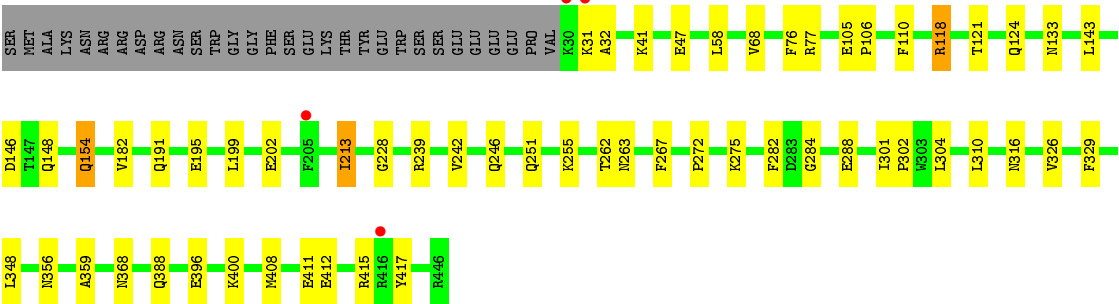 SER MET ALA LYS ASN ARG ARG ASP ARG ASN SER TRP GLY GLY PHE SER GLU LYS THR TYR GLU TRP SER SER GLU GLU GLU GLU PRO VAL K30 K31 A32 K41 E47 L58 V68 F76 R77 E105 P106 F110 R118 T121 Q124 N133 L143
D146 T147 Q148 Q154 V182 Q191 E195 L199 E202 F205 I213 G228 R239 V242 Q246 Q251 K255 T262 N263 F267 P272 K275 F282 D283 G284 E288 I301 P302 W303 L304 L310 N316 V326 F329
L348 N356 A359 N368 Q388 E396 K400 M408 E411 E412 R415 R416 Y417 R446